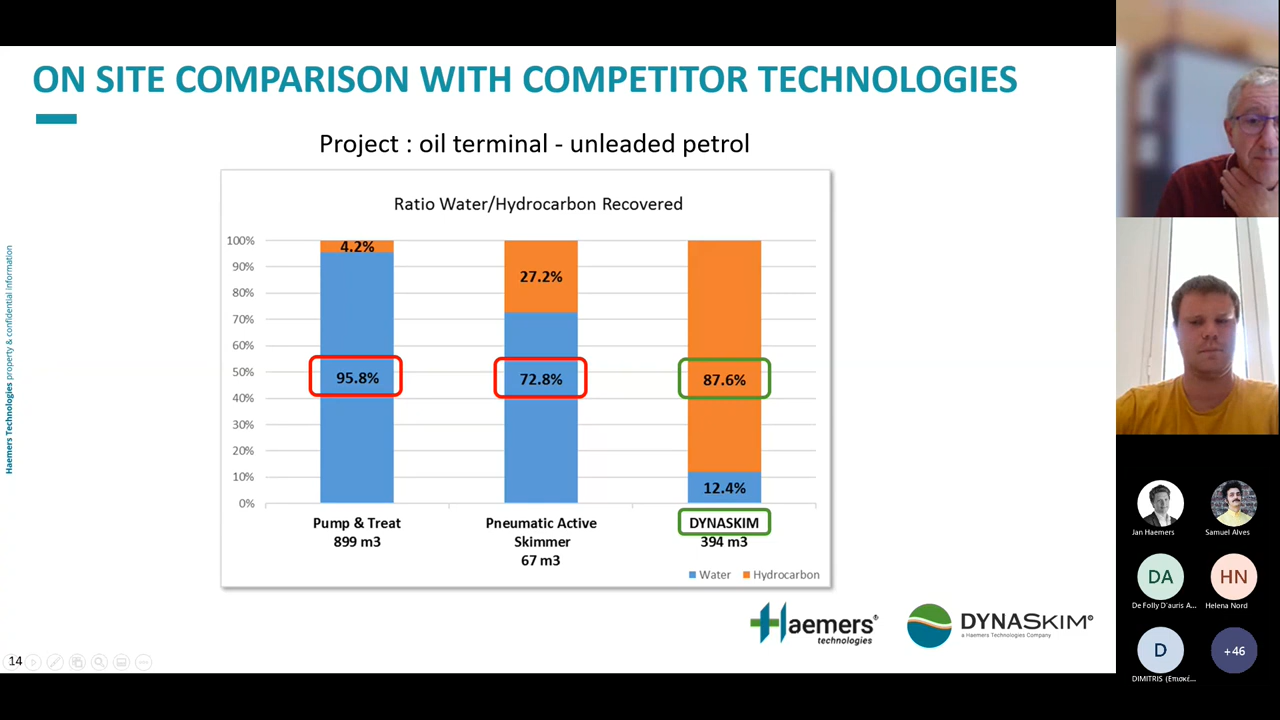 ON SITE COMPARISON WITH COMPETITOR TECHNOLOGIES
Project : oil terminal - unleaded petrol
Ratio Water/Hydrocarbon Recovered
100%
90%
80%
70%
60%
50%
40%
30%
20%
10%
0%
4.2%
27.2%
95.8%
72.8%
87.6%
12.4%
Pump & Treat
899 m3
Pneumatic Active
Skimmer
67 m3
DYNASKIM
394 m3
Water
Hydrocarbon
Haemers Technologies property & confidential information
Haemers®
technologies
DYNASKIM®
a Haemers Technologies Company
14
Jan Haemers
Samuel Alves
DA
HN
De Folly D'auris A...
Helena Nord
D
+46
DIMITRIS (Επισκέ...